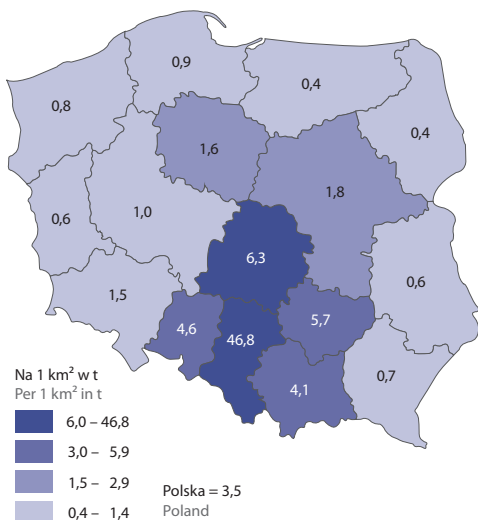 0,9
0,4
0,8
0,4
1,6
1,8
1,0
0,6
6,3
0,6
1,5
5,7
4,6
46,8
4,1
0,7
Na 1 km² w t
Per 1 km² in t
6,0 – 46,8
3,0 – 5,9
1,5 – 2,9
0,4 – 1,4
Polska = 3,5
Poland